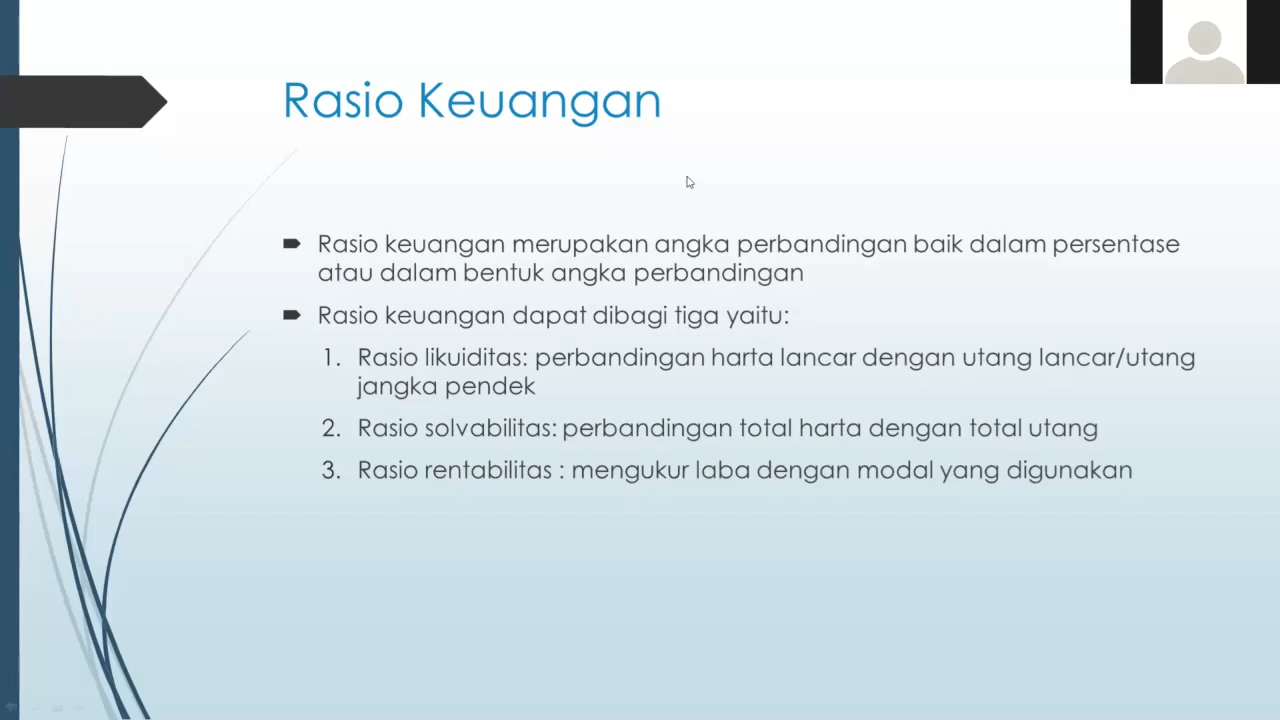 Rasio Keuangan
Rasio keuangan merupakan angka perbandingan baik dalam persentase
atau dalam bentuk angka perbandingan
Rasio keuangan dapat dibagi tiga yaitu:
1. Rasio likuiditas: perbandingan harta lancar dengan utang lancar/utang
jangka pendek
2. Rasio solvabilitas: perbandingan total harta dengan total utang
3. Rasio rentabilitas : mengukur laba dengan modal yang digunakan